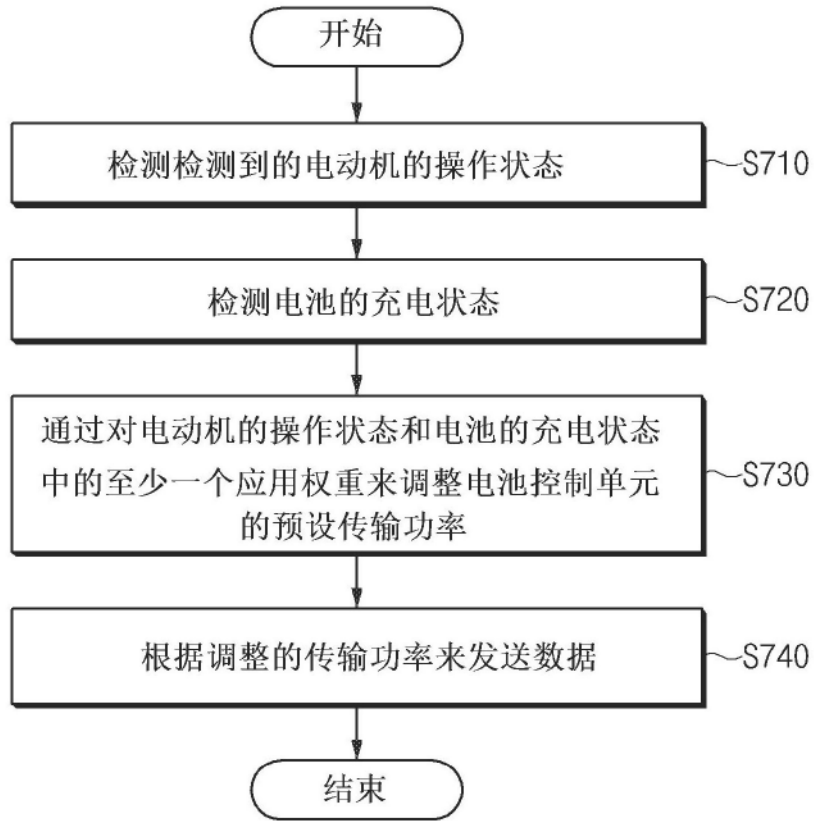 开始
检测检测到的电动机的操作状态
S710
检测电池的充电状态
S720
通过对电动机的操作状态和电池的充电状态
中的至少一个应用权重来调整电池控制单元
的预设传输功率
S730
根据调整的传输功率来发送数据
S740
结束